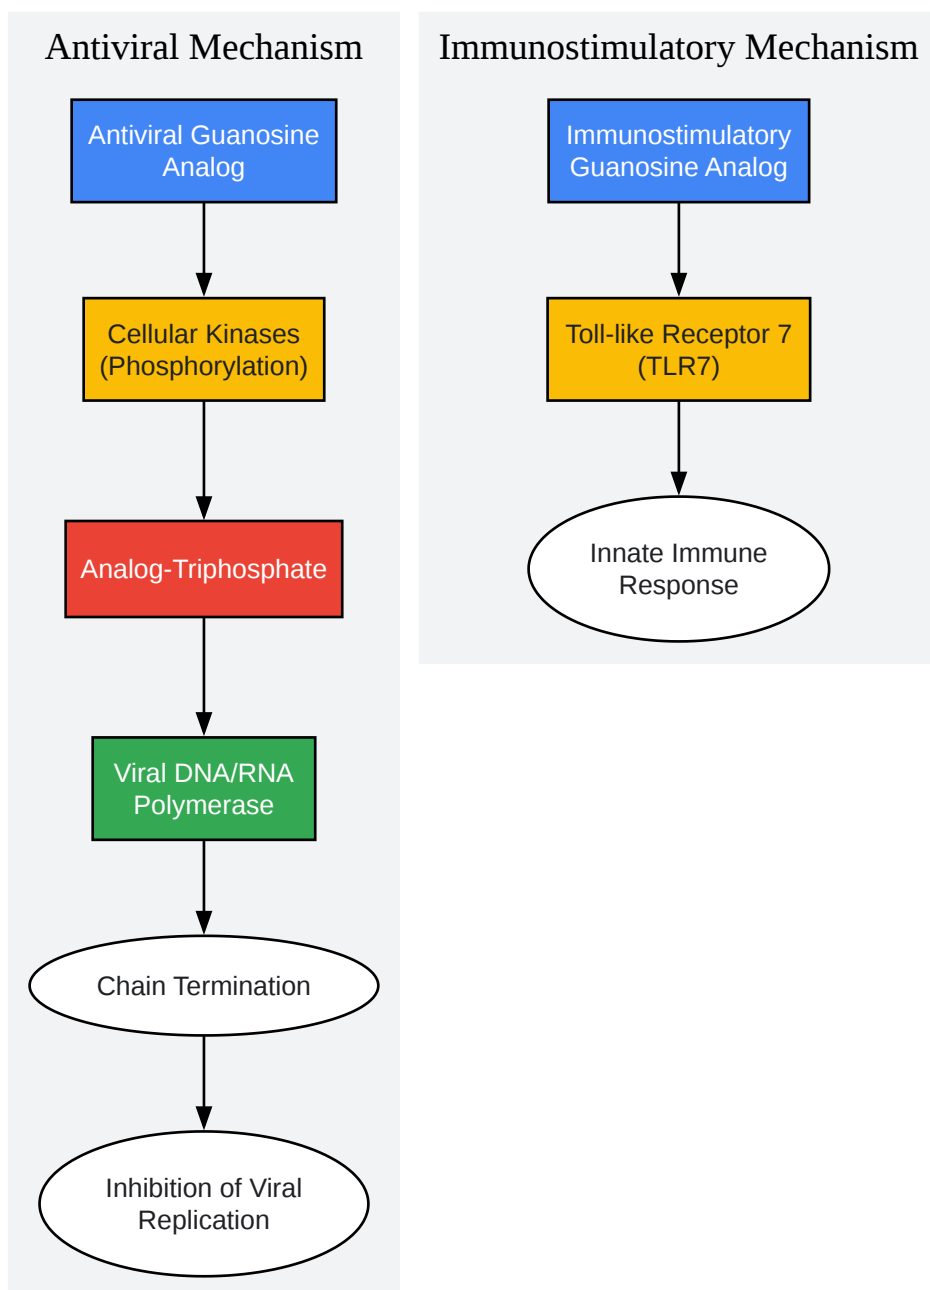 Antiviral Mechanism
Antiviral Guanosine
Analog
Cellular Kinases
(Phosphorylation)
Analog-Triphosphate
Viral DNA/RNA
Polymerase
Chain Termination
Inhibition of Viral
Replication
Immunostimulatory Mechanism
Immunostimulatory
Guanosine Analog
Toll-like Receptor 7
(TLR7)
Innate Immune
Response